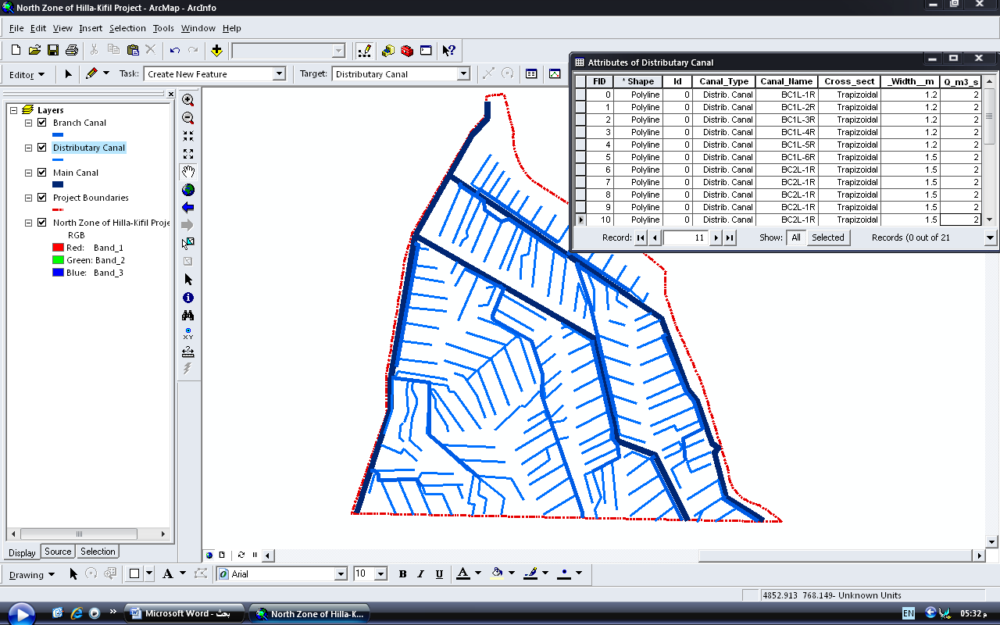 North Zone of Hilla-Kifil Project - ArcMap - ArcInfo
File Edit View Insert Selection Tools Window Help
Editor Task: Create New Feature Target: Distributary Canal
Attributes of Distributary Canal
FID * Shape Id Canal_Type Canal_Name Cross_sect _Width__m Q_m3_s
0 Polyline 0 Distrib. Canal BC1L-1R Trapizoidal 1.2 2
1 Polyline 0 Distrib. Canal BC1L-2R Trapizoidal 1.2 2
2 Polyline 0 Distrib. Canal BC1L-3R Trapizoidal 1.2 2
3 Polyline 0 Distrib. Canal BC1L-4R Trapizoidal 1.2 2
4 Polyline 0 Distrib. Canal BC1L-5R Trapizoidal 1.2 2
5 Polyline 0 Distrib. Canal BC1L-6R Trapizoidal 1.2 2
6 Polyline 0 Distrib. Canal BC2L-1R Trapizoidal 1.5 2
7 Polyline 0 Distrib. Canal BC2L-1R Trapizoidal 1.5 2
8 Polyline 0 Distrib. Canal BC2L-1R Trapizoidal 1.5 2
9 Polyline 0 Distrib. Canal BC2L-1R Trapizoidal 1.5 2
10 Polyline 0 Distrib. Canal BC2L-1R Trapizoidal 1.5 2
Record: 11 Show: All Selected Records (0 out of 21
Layers
Branch Canal
Distributary Canal
Main Canal
Project Boundaries
North Zone of Hilla-Kifil Proje
RGB
Red: Band_1
Green: Band_2
Blue: Band_3
XY
Display Source Selection
Drawing A Arial 10 B I U A
4852.913 768.149- Unknown Units
Microsoft Word - بحث
North Zone of Hilla-K...
EN
05:32 م